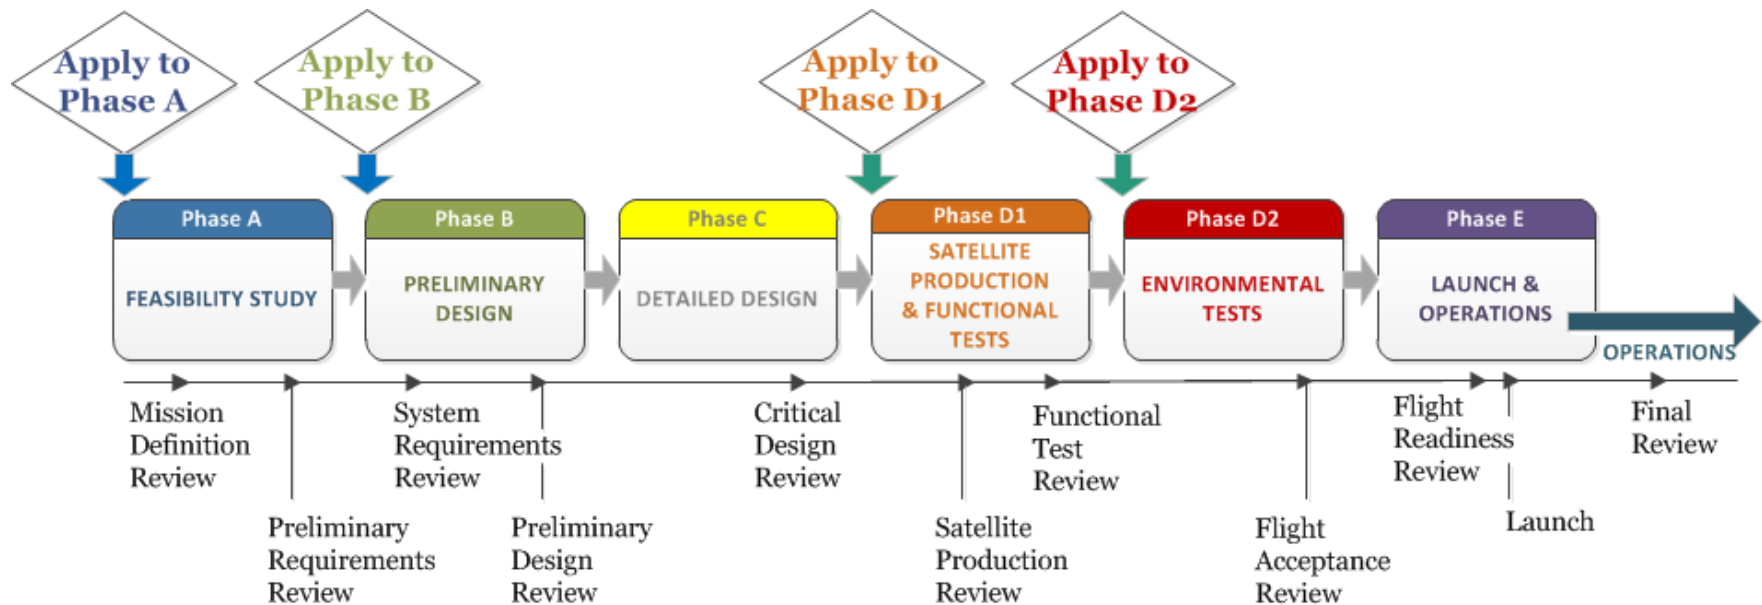 Apply to
Phase A
Apply to
Phase B
Apply to
Phase D1
Apply to
Phase D2
Phase A
FEASIBILITY STUDY
Phase B
PRELIMINARY
DESIGN
Phase C
DETAILED DESIGN
Phase D1
SATELLITE
PRODUCTION
& FUNCTIONAL
TESTS
Phase D2
ENVIRONMENTAL
TESTS
Phase E
LAUNCH &
OPERATIONS
OPERATIONS
Mission
Definition
Review
Preliminary
Requirements
Review
System
Requirements
Review
Preliminary
Design
Review
Critical
Design
Review
Satellite
Production
Review
Functional
Test
Review
Flight
Acceptance
Review
Flight
Readiness
Review
Launch
Final
Review